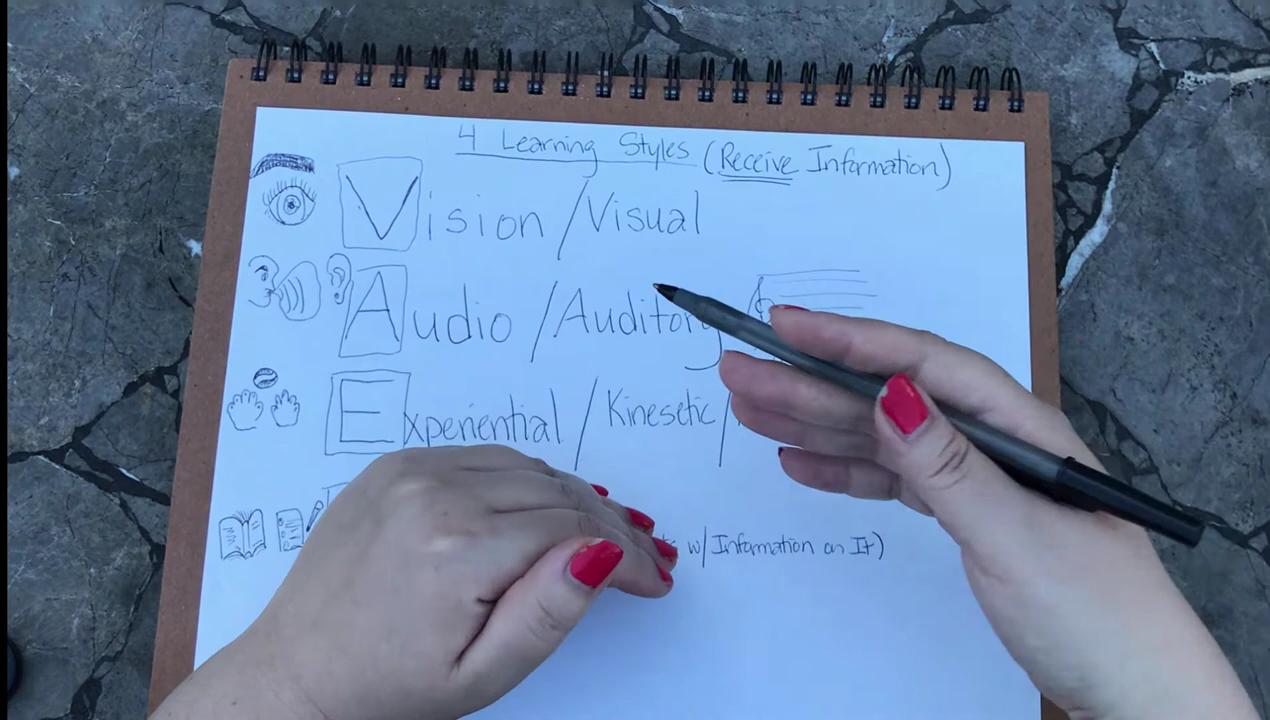 4 Learning Styles (Receive Information)
Vision / Visual
Audio / Auditory
Experiential / Kinesetic /
w/ Information on It)